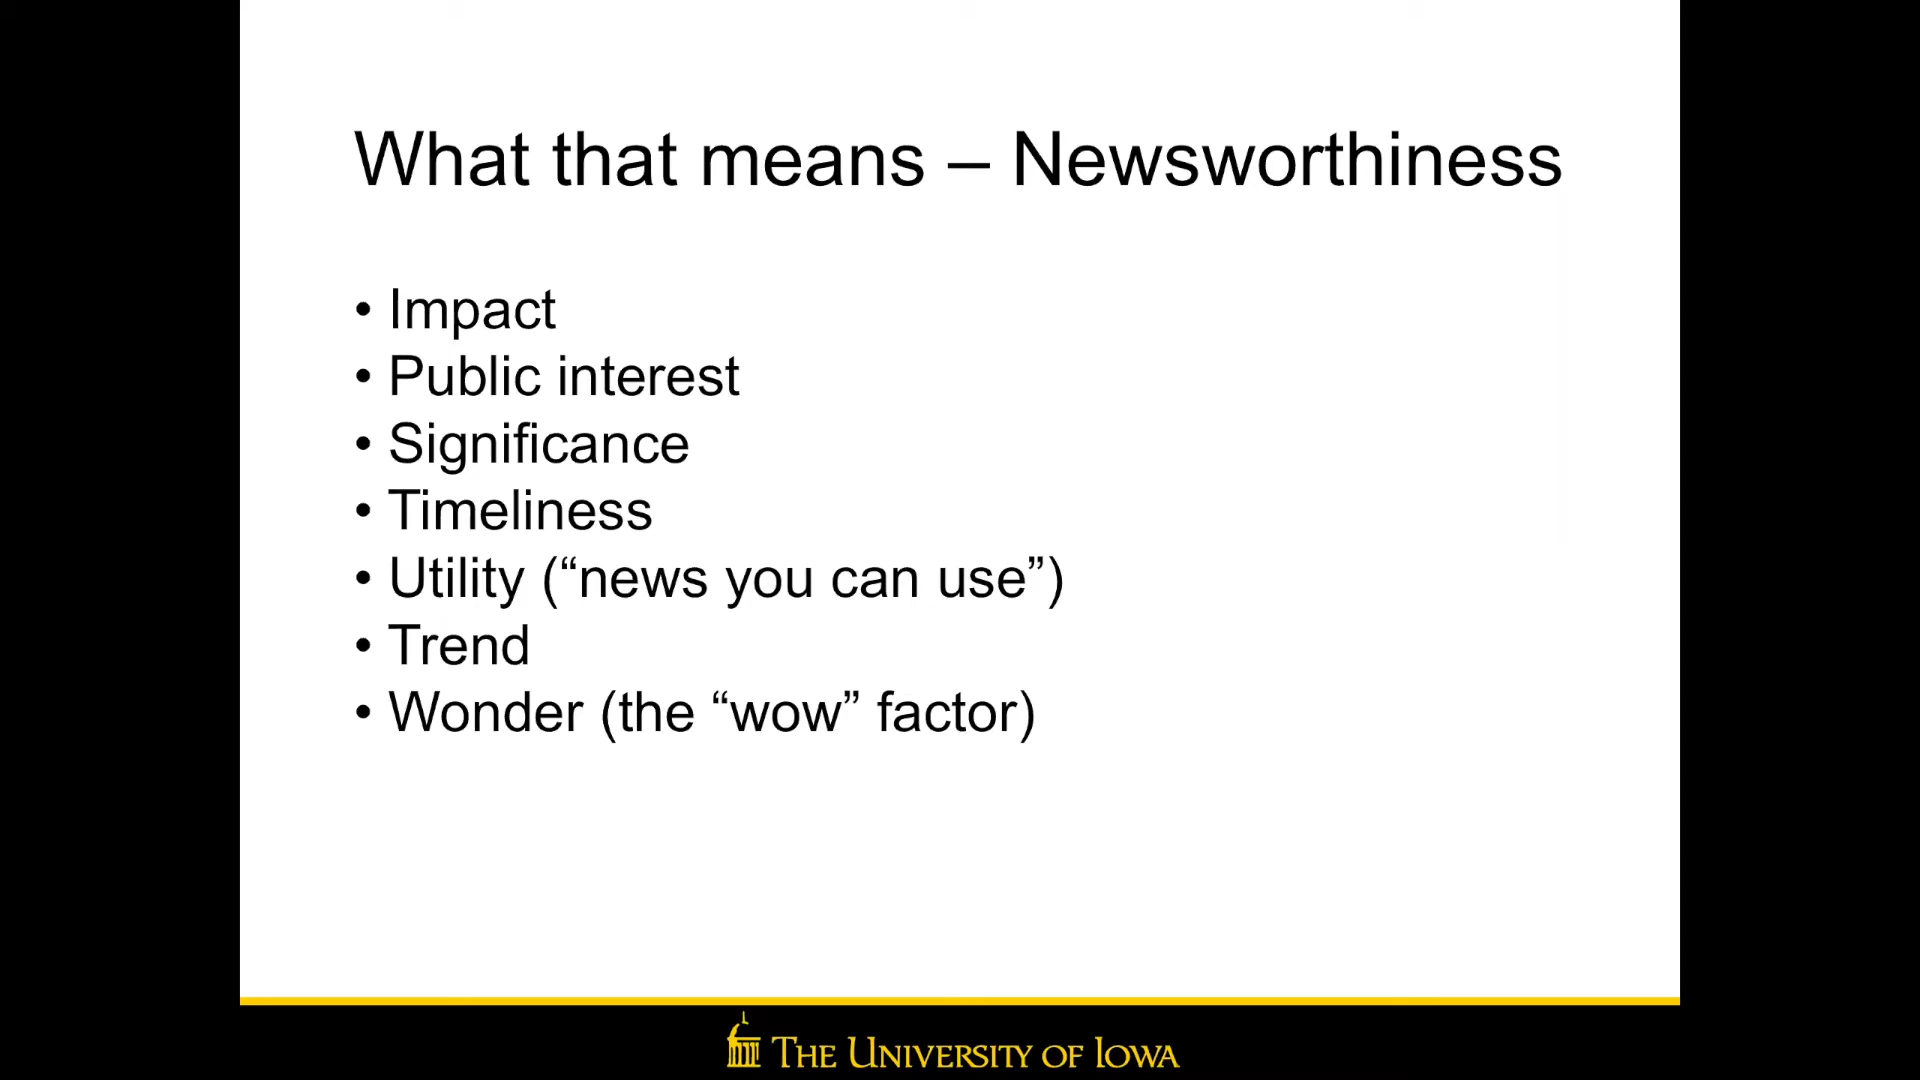 What that means – Newsworthiness
• Impact
• Public interest
• Significance
• Timeliness
• Utility (“news you can use”)
• Trend
• Wonder (the “wow” factor)
THE UNIVERSITY OF IOWA